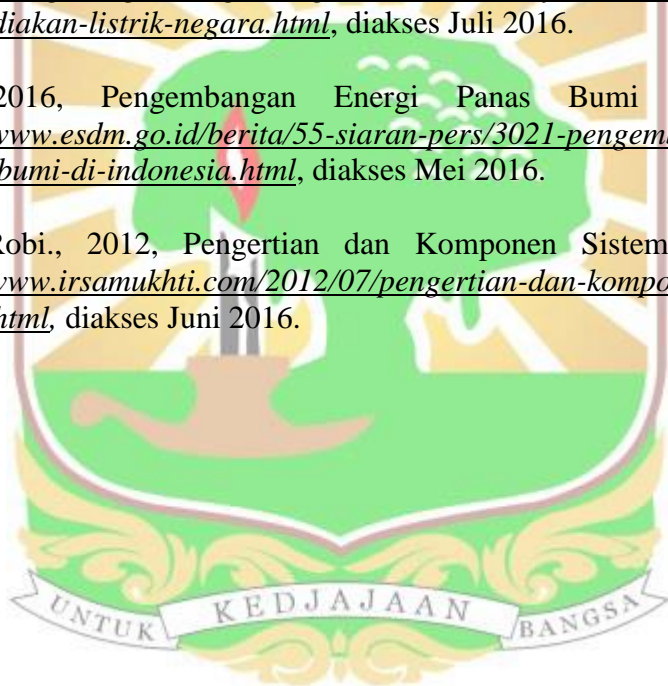 diakan-listrik-negara.html, diakses Juli 2016.
2016, Pengembangan Energi Panas Bumi
www.esdm.go.id/berita/55-siaran-pers/3021-pengem
bumi-di-indonesia.html, diakses Mei 2016.
Robi., 2012, Pengertian dan Komponen Sistem
www.irsamukhti.com/2012/07/pengertian-dan-kompo
html, diakses Juni 2016.
UNTUK KEDJAJAAN BANGSA